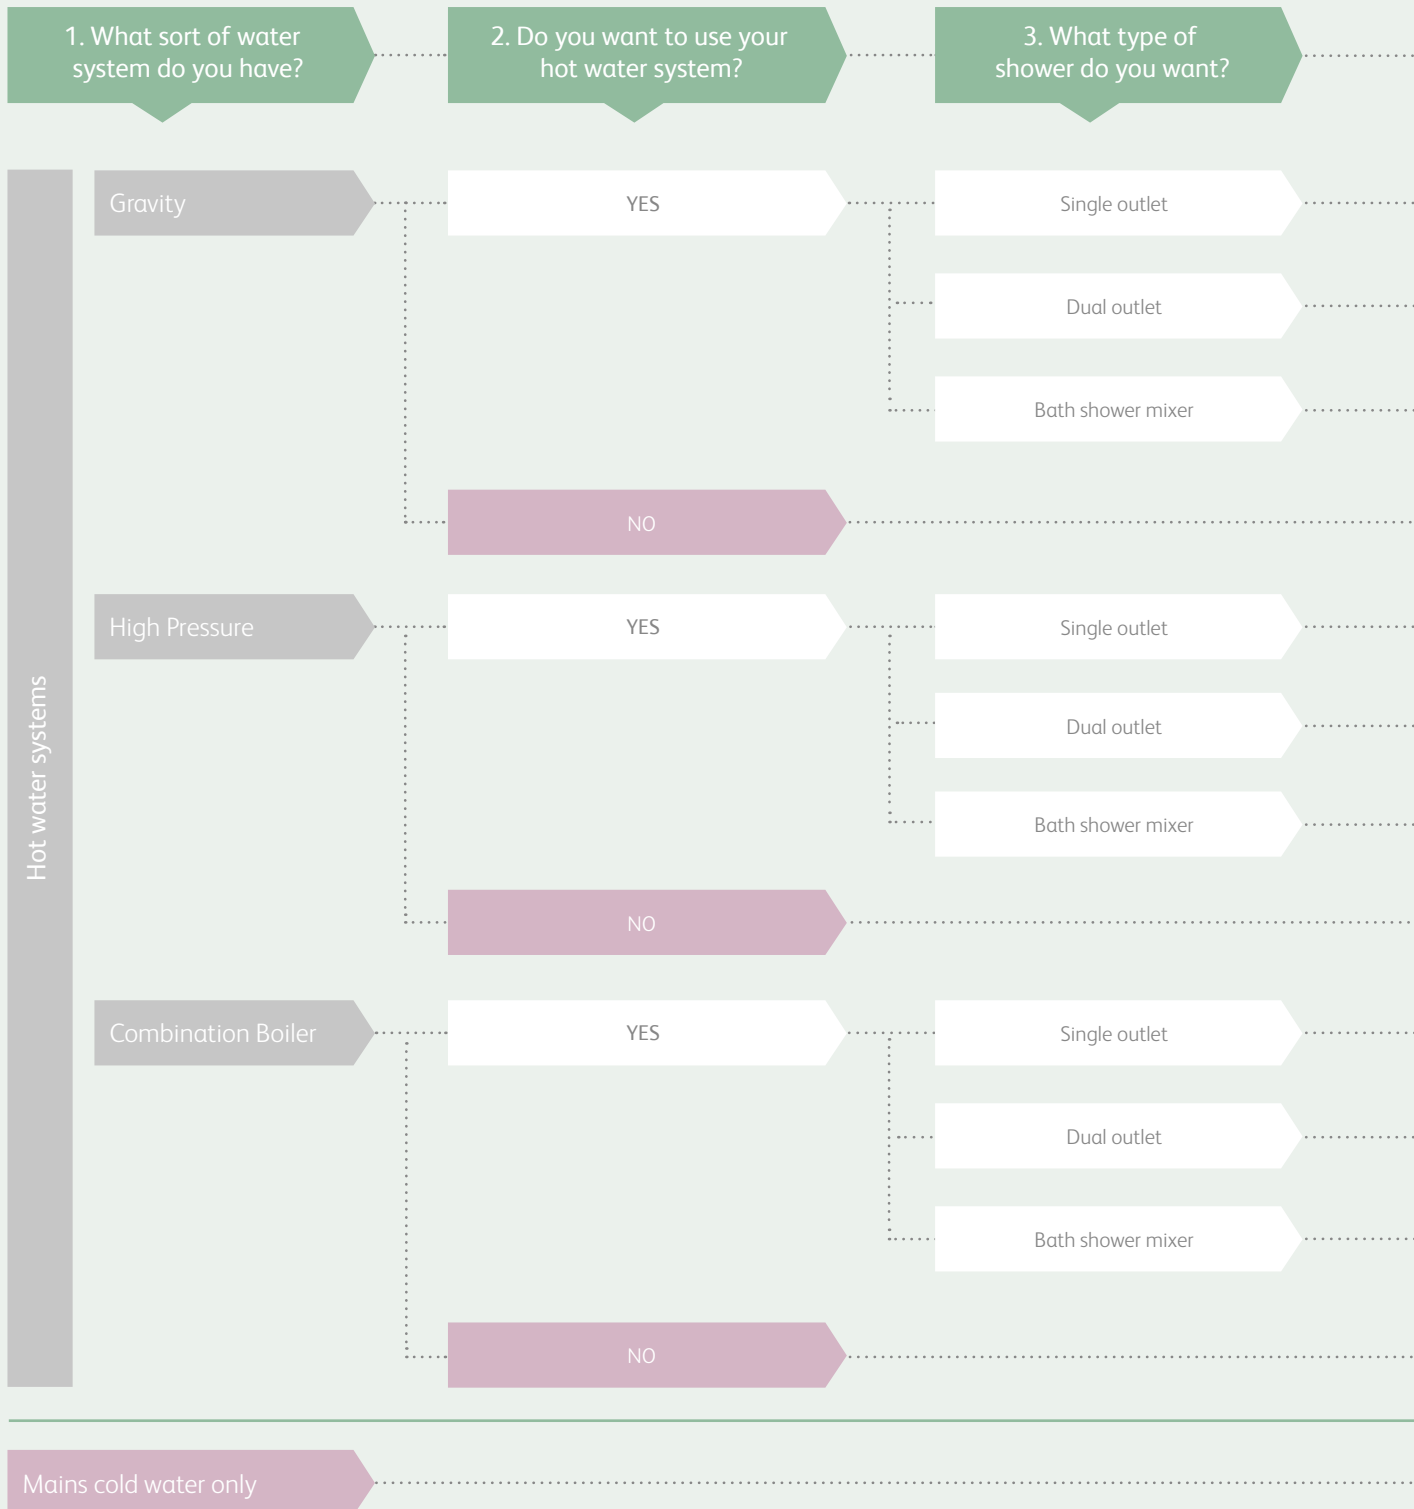 1. What sort of water
system do you have?
2. Do you want to use your
hot water system?
3. What type of
shower do you want?
Hot water systems
Gravity
YES
Single outlet
Dual outlet
Bath shower mixer
NO
High Pressure
YES
Single outlet
Dual outlet
Bath shower mixer
NO
Combination Boiler
YES
Single outlet
Dual outlet
Bath shower mixer
NO
Mains cold water only